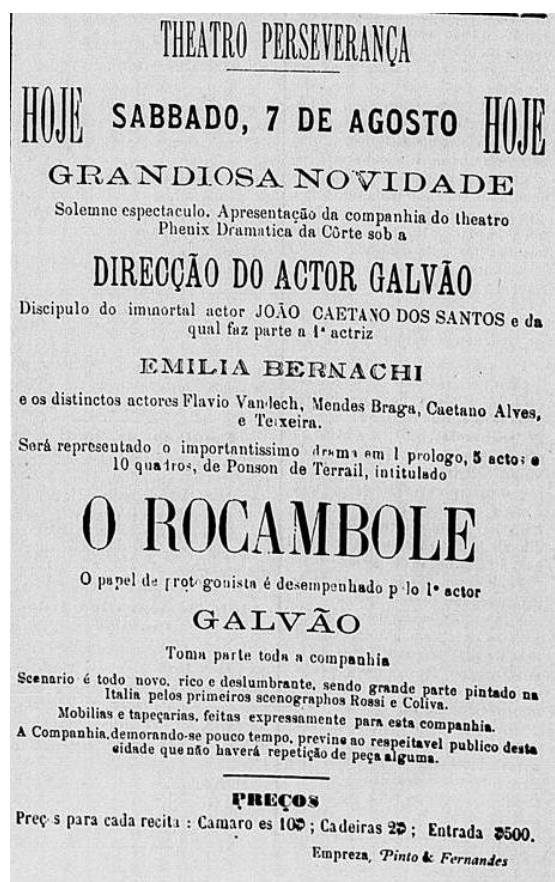 THEATRO PERSEVERANÇA
HOJE SABBADO, 7 DE AGOSTO HOJE
GRANDIOSA NOVIDADE
Solemne espectaculo. Apresentação da companhia do theatro
Phenix Dramatica da Côrte sob a
DIRECÇÃO DO ACTOR GALVÃO
Discipulo do immortal actor JOÃO CAETANO DOS SANTOS e da
qual faz parte a 1ª actriz
EMILIA BERNACHI
e os distinctos actores Flavio Mendes Braga, Caetano Alves,
e Teixeira.
Será representado o importantissimo drama em 1 prologo, 5 actos e
10 quadros, de Ponson de Terrail, intitulado
O ROCAMBOLE
O papel de protogonista é desempenhado pelo 1º actor
GALVÃO
Toma parte toda a companhia
Scenario é todo novo, rico e deslumbrante, sendo grande parte pintado na
Italia pelos primeiros scenographos Rossi e Coliva.
Mobilias e tapeçarias, feitas expressamente para esta companhia.
A Companhia, demorando-se pouco tempo, previne ao respeitavel publico desta
cidade que não haverá repetição de peça alguma.
PREÇOS
Preços para cada recita : Camarotes 10$ ; Cadeiras 2$ ; Entrada
Empreza, Pinto & Fernandes